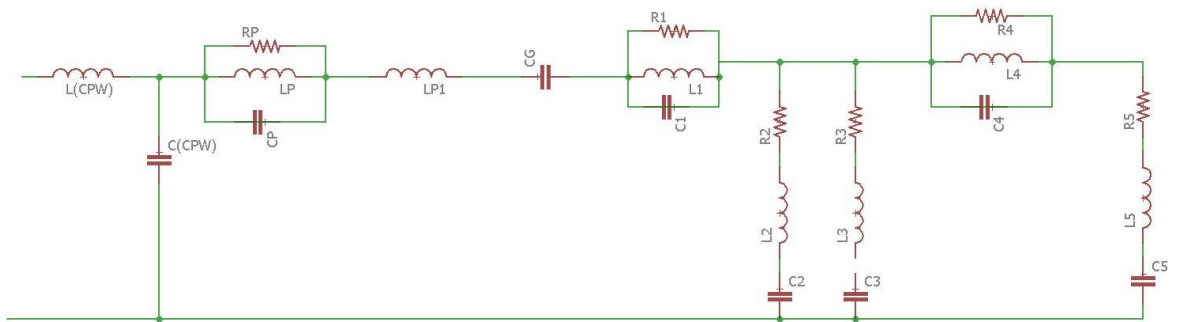 L(CPW)
C(CPW)
RP
LP
CP
LP1
CG
R1
L1
C1
R2
L2
C2
R3
L3
C3
R4
L4
C4
R5
L5
C5